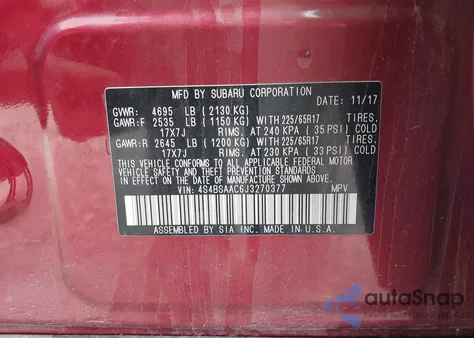 MFD BY SUBARU CORPORATION
GVWR: 4695 LB (2130 KG) DATE: 11/17
GAWR:F 2535 LB (1150 KG) WITH 225/65R17 TIRES.
17X7J RIMS. AT 240 KPA (35 PSI) COLD
GAWR:R 2645 LB (1200 KG) WITH 225/65R17 TIRES.
17X7J RIMS. AT 230 KPA (33 PSI) COLD
THIS VEHICLE CONFORMS TO ALL APPLICABLE FEDERAL MOTOR
VEHICLE SAFETY AND THEFT PREVENTION STANDARDS
IN EFFECT ON THE DATE OF MANUFACTURE SHOWN ABOVE.
VIN: 4S4BSAAC6J3270377 MPV
ASSEMBLED BY SIA INC. MADE IN U.S.A.
autoSnap